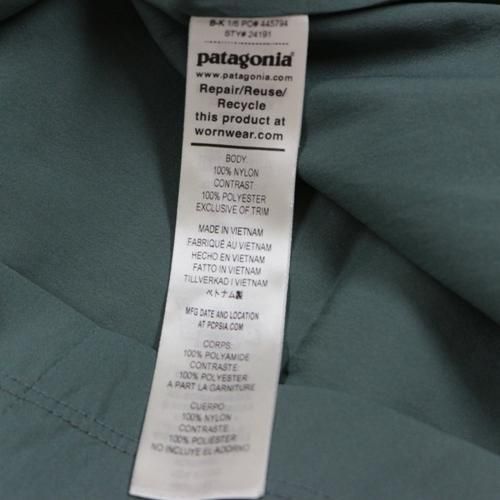 B-K 1/6 PO# 445794
STY# 24191
patagonia®
www.patagonia.com
Repair/Reuse/
Recycle
this product at
wornwear.com
BODY:
100% NYLON
CONTRAST
100% POLYESTER
EXCLUSIVE OF TRIM
MADE IN VIETNAM
FABRIQUÉ AU VIETNAM
HECHO EN VIETNAM
FATTO IN VIETNAM
TILLVERKAD I VIETNAM
ベトナム製
MFG DATE AND LOCATION
AT PCPSIA.COM
CORPS:
100% POLYAMIDE
CONTRASTE:
100% POLYESTER
A PART LA GARNITURE
CUERPO:
100% NYLON
CONTRASTE:
100% POLIÉSTER
NO INCLUYE EL ADORNO